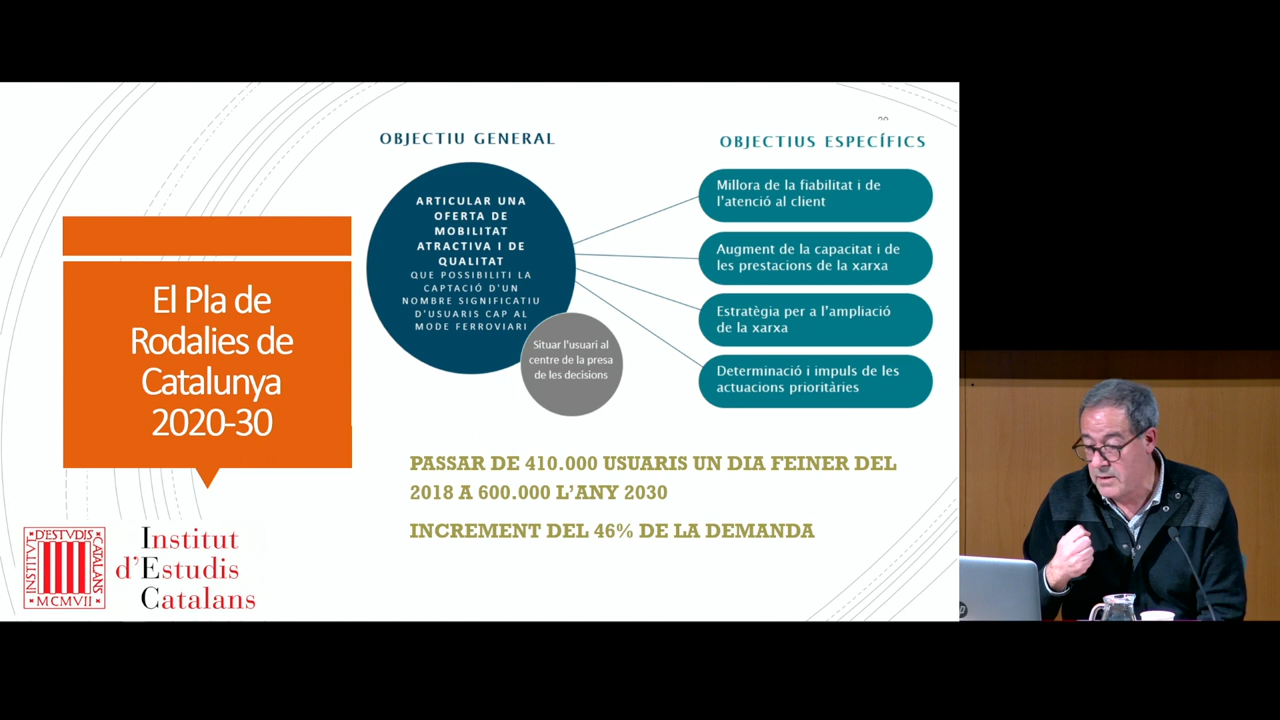 20
OBJECTIU GENERAL
OBJECTIUS ESPECÍFICS
ARTICULAR UNA
OFERTA DE
MOBILITAT
ATRACTIVA I DE
QUALITAT
QUE POSSIBILITI LA
CAPTACIÓ D'UN
NOMBRE SIGNIFICATIU
D'USUARIS CAP AL
MODE FERROVIARI
Situar l'usuari al
centre de la presa
de les decisions
Millora de la fiabilitat i de
l'atenció al client
Augment de la capacitat i de
les prestacions de la xarxa
Estratègia per a l'ampliació
de la xarxa
Determinació i impuls de les
actuacions prioritàries
El Pla de
Rodalies de
Catalunya
2020-30
PASSAR DE 410.000 USUARIS UN DIA FEINER DEL
2018 A 600.000 L'ANY 2030
INCREMENT DEL 46% DE LA DEMANDA
INSTITVT D'ESTVDIS CATALANS
MCMVII
Institut
d'Estudis
Catalans